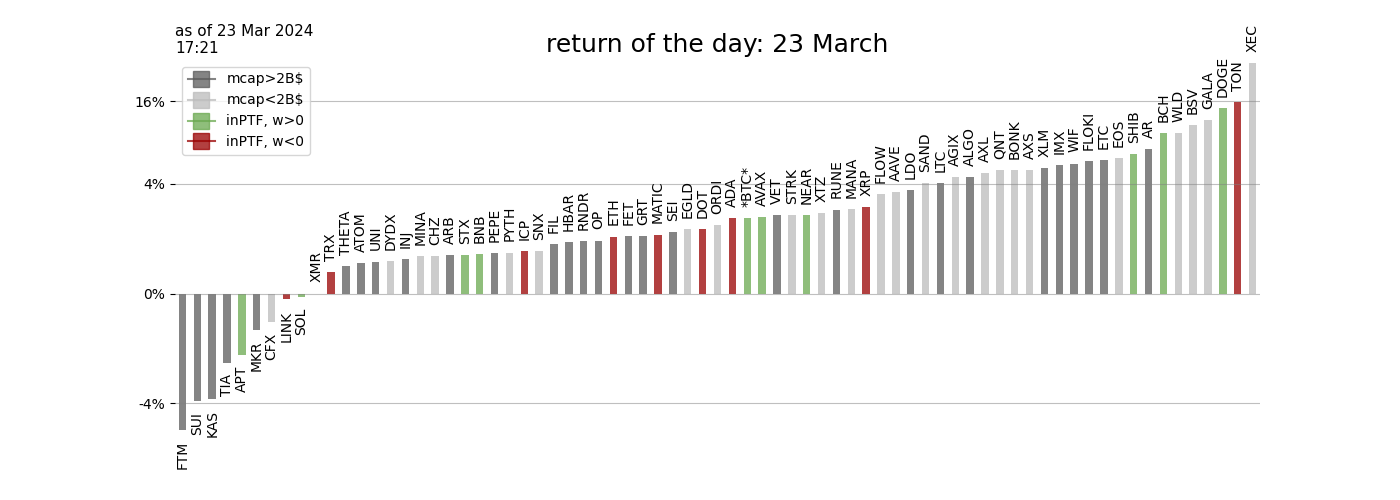 as of 23 Mar 2024
17:21
return of the day: 23 March
mcap>2B$
mcap<2B$
inPTF, w>0
inPTF, w<0
16%
4%
0%
-4%
FTM
SUI
KAS
TIA
APT
MKR
CFX
LINK
SOL
XMR
TRX
THETA
ATOM
UNI
DYDX
INJ
MINA
CHZ
ARB
STX
BNB
PEPE
PYTH
ICP
SNX
FIL
HBAR
RNDR
OP
ETH
FET
GRT
MATIC
SEI
EGLD
DOT
ORDI
ADA
*BTC*
AVAX
VET
STRK
NEAR
XTZ
RUNE
MANA
XRP
FLOW
AAVE
LDO
SAND
LTC
AGIX
ALGO
AXL
QNT
BONK
AXS
XLM
IMX
WIF
FLOKI
ETC
EOS
SHIB
AR
BCH
WLD
BSV
GALA
DOGE
TON
XEC